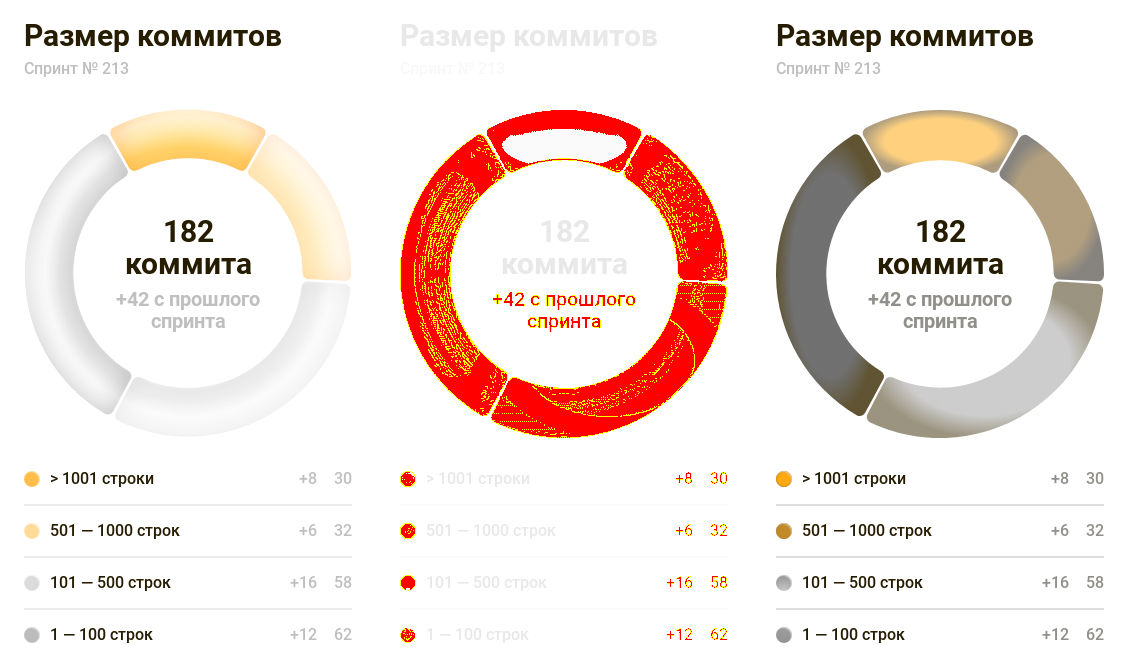 Размер коммитов
Спринт № 213
182
коммита
+42 с прошлого
спринта
> 1001 строки +8 30
501 — 1000 строк +6 32
101 — 500 строк +16 58
1 — 100 строк +12 62
Размер коммитов
Спринт № 213
182
коммита
+42 с прошлого
спринта
> 1001 строки +8 30
501 — 1000 строк +6 32
101 — 500 строк +16 58
1 — 100 строк +12 62
Размер коммитов
Спринт № 213
182
коммита
+42 с прошлого
спринта
> 1001 строки +8 30
501 — 1000 строк +6 32
101 — 500 строк +16 58
1 — 100 строк +12 62